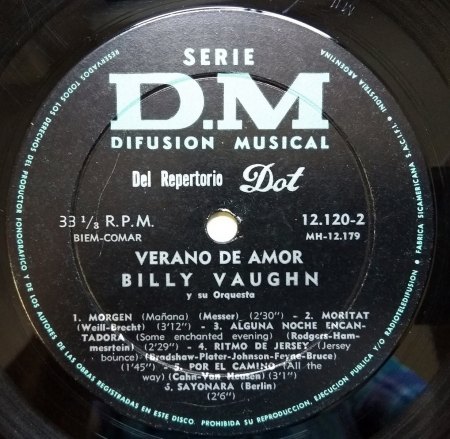 SERIE
D.M
DIFUSION MUSICAL
Del Repertorio Dot
33 1/3 R.P.M.
12.120-2
BIEM-COMAR
MH-12.179
VERANO DE AMOR
BILLY VAUGHN
y su Orquesta
1. MORGEN (Mañana) (Messer) (2'30") - 2. MORITAT
(Weill-Brecht) (3'12") - 3. ALGUNA NOCHE ENCAN-
TADORA (Some enchanted evening) (Rodgers-Ham-
merstein) (2'29") - 4. RITMO DE JERSEY (Jersey
bounce) (Bradshaw-Plater-Johnson-Feyne-Bruce)
(1'45") - 5. POR EL CAMINO (All the
way) (Cahn-Van Heusen) (3'1")
6. SAYONARA (Berlin)
(2'6")
RESERVADOS TODOS LOS DERECHOS DEL PRODUCTOR FONOGRAFICO Y DE LOS AUTORES DE LAS OBRAS REGISTRADAS EN ESTE DISCO. PROHIBIDA SU REPRODUCCION, EJECUCION PUBLICA Y/O RADIOTELEDIFUSION • FABRICA SICAMERICANA S.A.C.I.F.I. • INDUSTRIA ARGENTINA